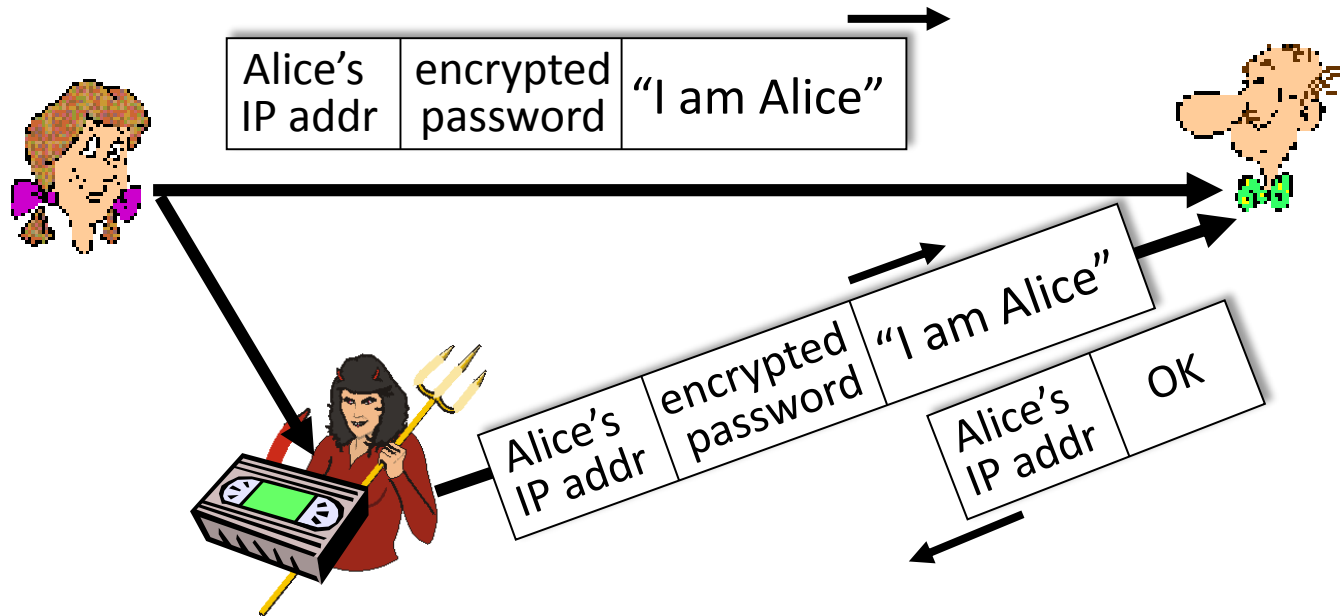 Alice’s
IP addr
encrypted
password
“I am Alice”
Alice’s
IP addr
encrypted
password
“I am Alice”
Alice’s
IP addr
OK